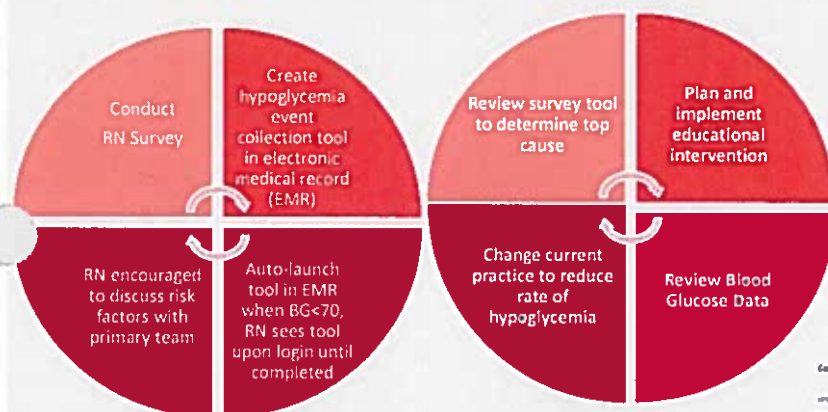 Conduct
RN Survey
Create
hypoglycemia
event
collection tool
in electronic
medical record
(EMR)
RN encouraged
to discuss risk
factors with
primary team
Auto-launch
tool in EMR
when BG<70,
RN sees tool
upon login until
completed
Review survey tool
to determine top
cause
Plan and
implement
educational
intervention
Change current
practice to reduce
rate of
hypoglycemia
Review Blood
Glucose Data